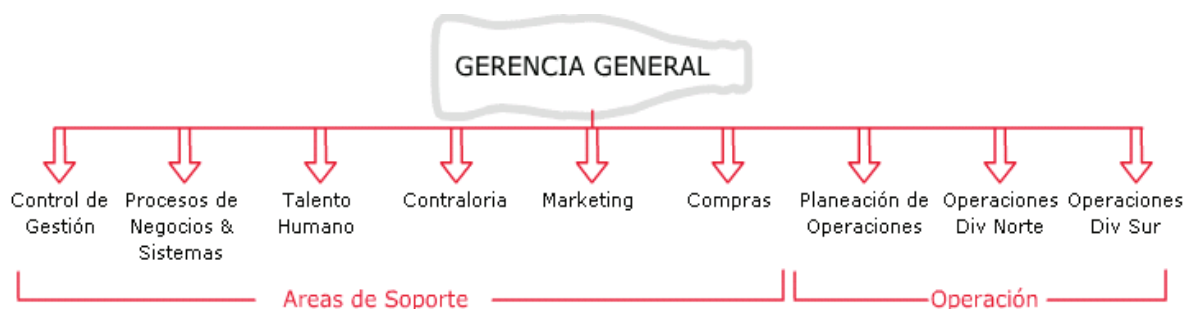 GERENCIA GENERAL
Control de
Gestión
Procesos de
Negocios &
Sistemas
Talento
Humano
Contraloria
Marketing
Compras
Planeación de
Operaciones
Operaciones
Div Norte
Operaciones
Div Sur
Areas de Soporte
Operación